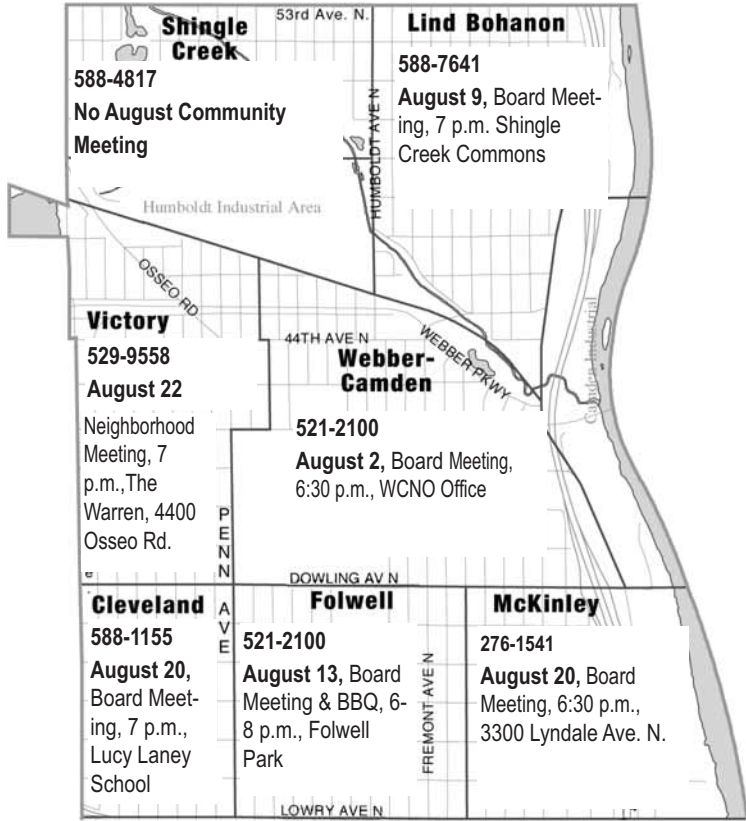 53rd Ave. N.
Shingle
Creek
588-4817
No August Community
Meeting
Lind Bohanon
588-7641
August 9, Board Meet-
ing, 7 p.m. Shingle
Creek Commons
HUMBOLDT AVE N
Humboldt Industrial Area
OSSEO RD
Victory
529-9558
August 22
Neighborhood
Meeting, 7
p.m.,The
Warren, 4400
Osseo Rd.
44TH AVE N
WEBBER PKWY
Camden Industrial
Webber-
Camden
521-2100
August 2, Board Meeting,
6:30 p.m., WCNO Office
PENN AVE
DOWLING AV N
Cleveland
588-1155
August 20,
Board Meet-
ing, 7 p.m.,
Lucy Laney
School
Folwell
521-2100
August 13, Board
Meeting & BBQ, 6-
8 p.m., Folwell
Park
FREMONT AVE N
McKinley
276-1541
August 20, Board
Meeting, 6:30 p.m.,
3300 Lyndale Ave. N.
LOWRY AVE N